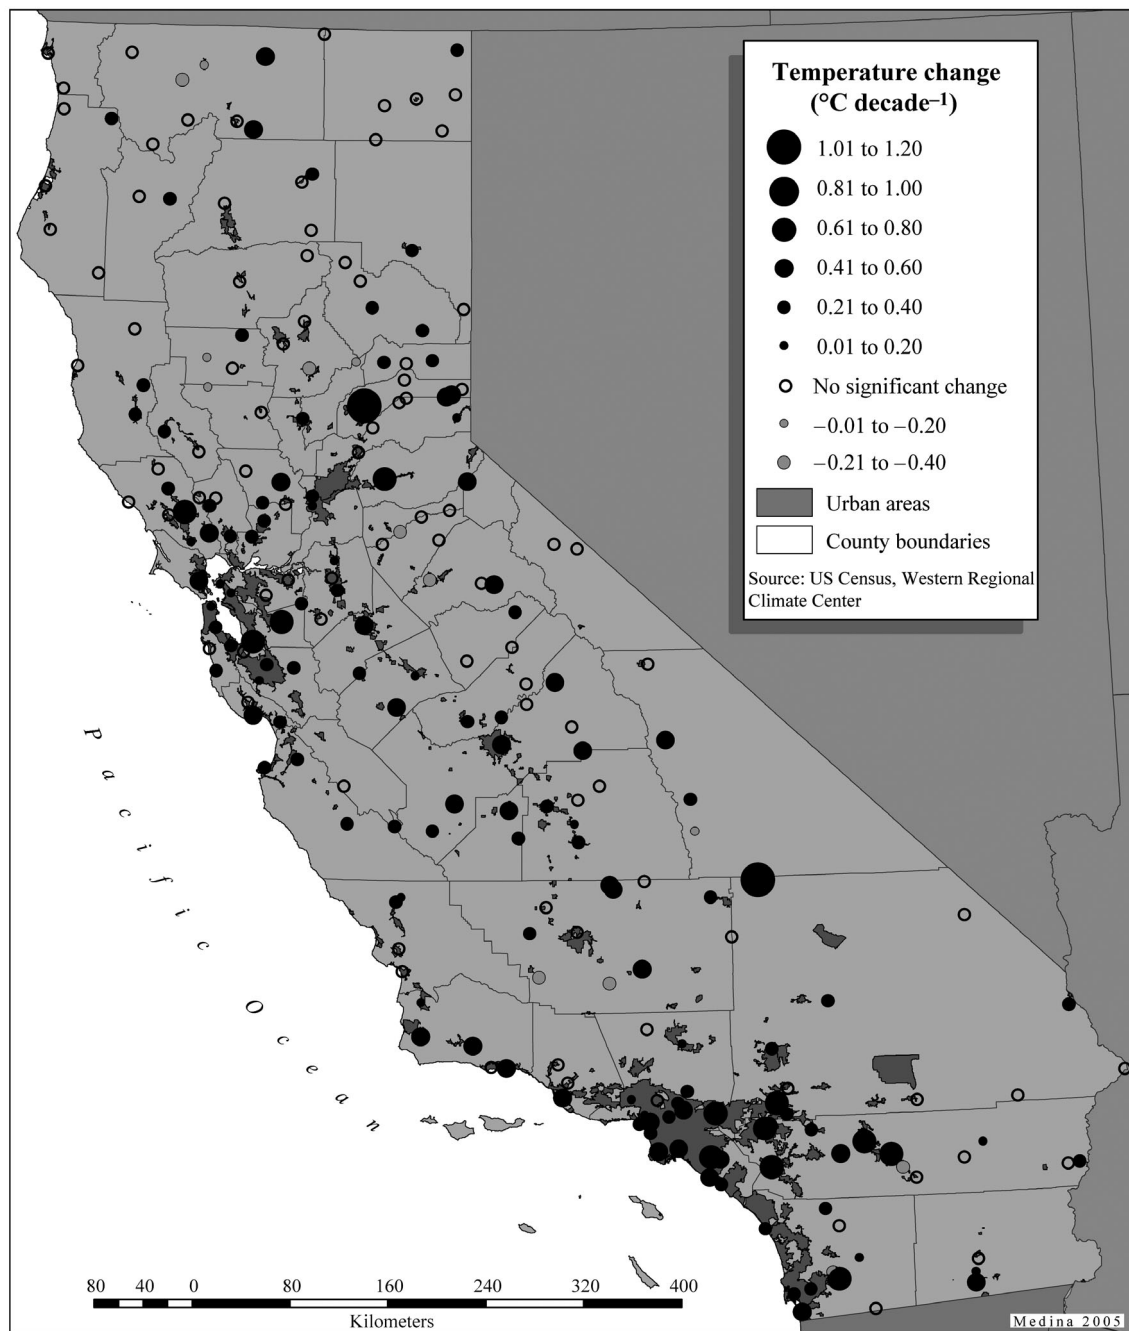 Temperature change
(°C decade–1)
1.01 to 1.20
0.81 to 1.00
0.61 to 0.80
0.41 to 0.60
0.21 to 0.40
0.01 to 0.20
No significant change
–0.01 to –0.20
–0.21 to –0.40
Urban areas
County boundaries
Source: US Census, Western Regional
Climate Center
Pacific Ocean
80 40 0 80 160 240 320 400
Kilometers
Medina 2005